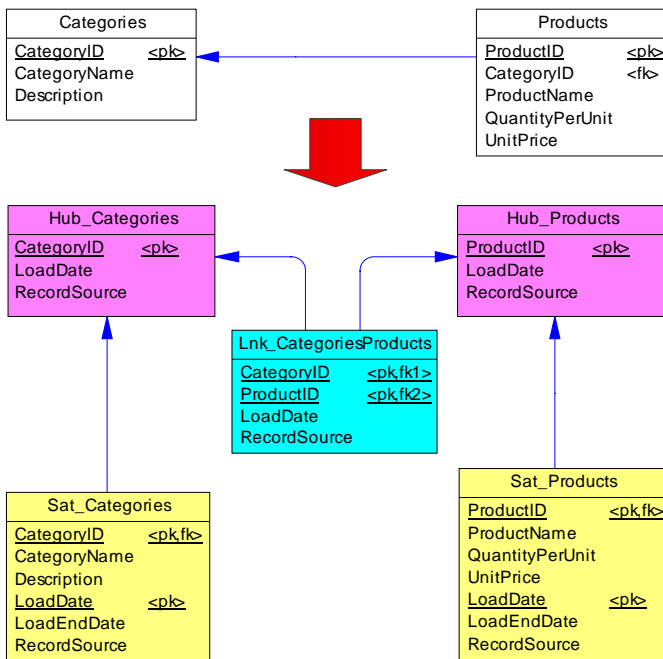 Categories
CategoryID <pk>
CategoryName
Description
Products
ProductID <pk>
CategoryID <fk>
ProductName
QuantityPerUnit
UnitPrice
Hub_Categories
CategoryID <pk>
LoadDate
RecordSource
Hub_Products
ProductID <pk>
LoadDate
RecordSource
Lnk_CategoriesProducts
CategoryID <pk,fk1>
ProductID <pk,fk2>
LoadDate
RecordSource
Sat_Categories
CategoryID <pk,fk>
CategoryName
Description
LoadDate <pk>
LoadEndDate
RecordSource
Sat_Products
ProductID <pk,fk>
ProductName
QuantityPerUnit
UnitPrice
LoadDate <pk>
LoadEndDate
RecordSource